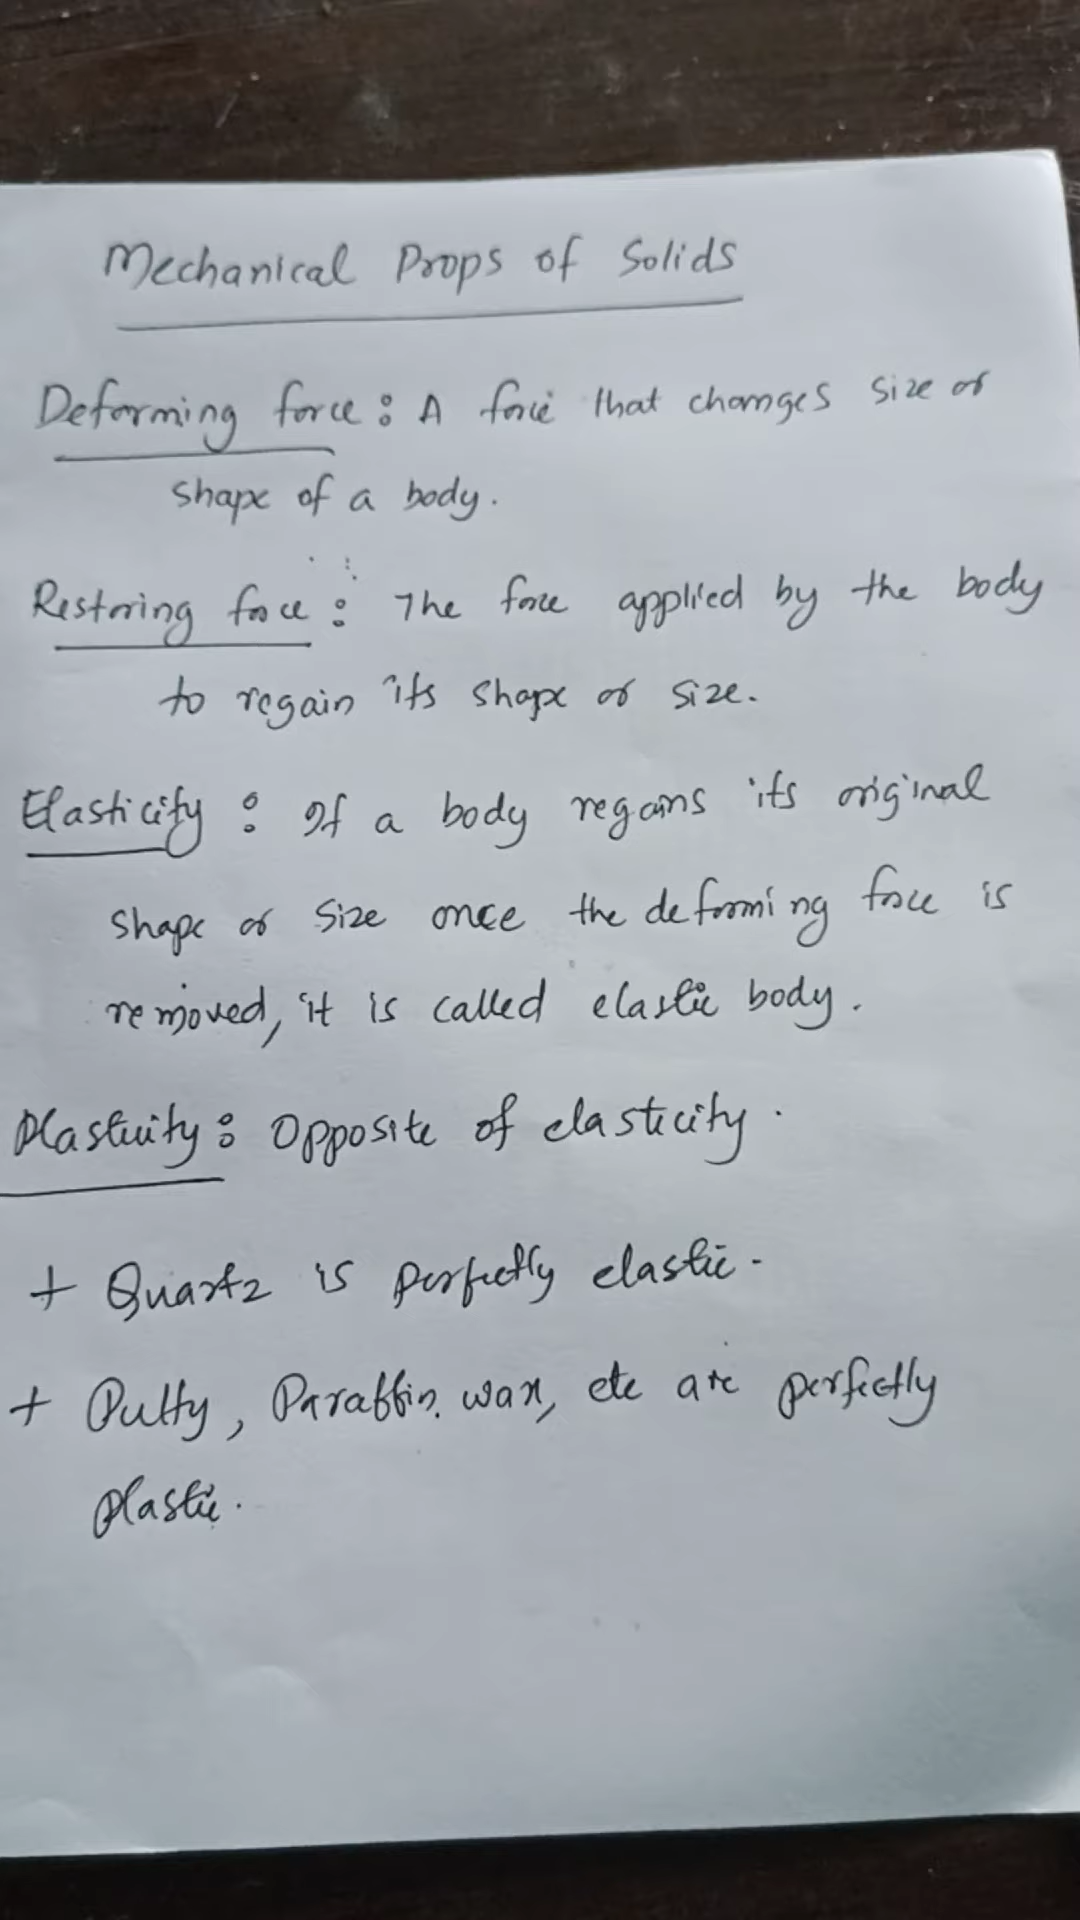 Mechanical Props of Solids
Deforming force: A force that changes size or
shape of a body.
Restoring force: The force applied by the body
to regain its shape or size.
Elasticity: If a body regains its original
shape or size once the deforming force is
removed, it is called elastic body.
Plasticity: Opposite of elasticity.
+ Quartz is perfectly elastic.
+ Putty, Paraffin wax, etc are perfectly
plastic.